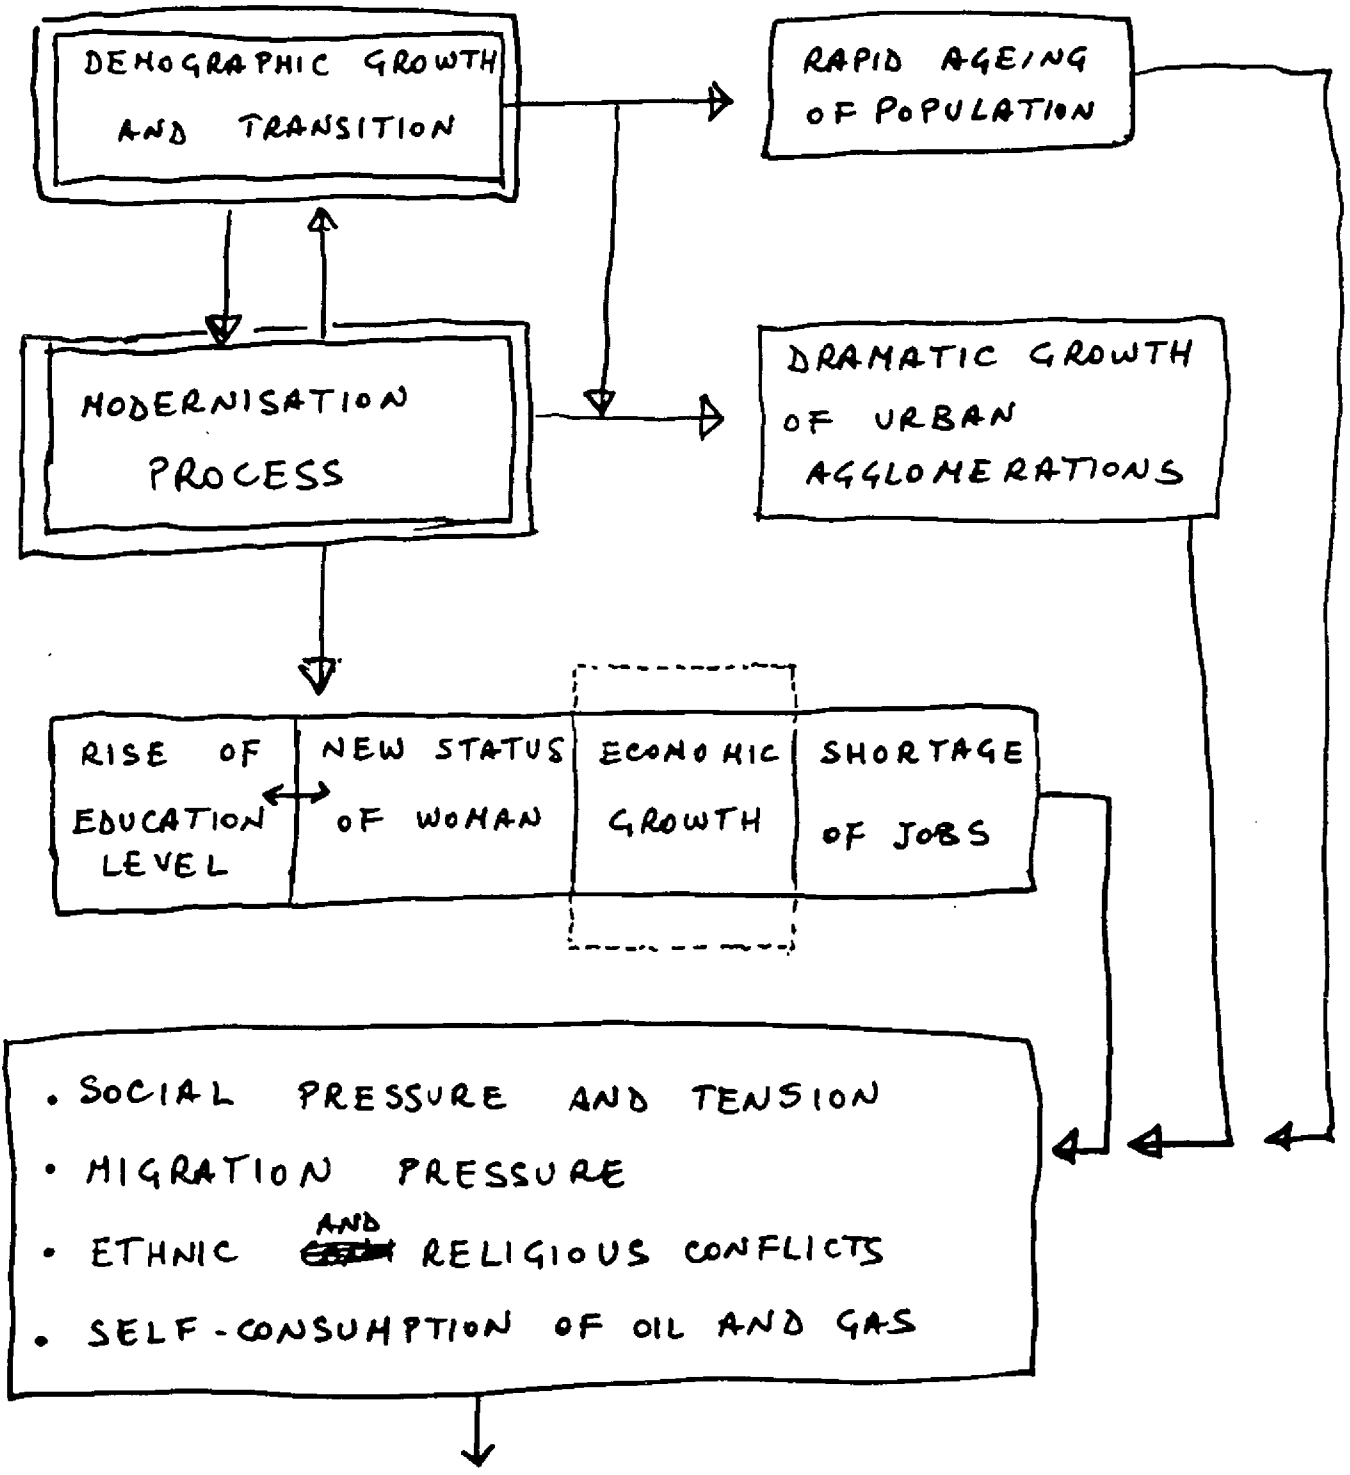 DEMOGRAPHIC GROWTH
AND TRANSITION
RAPID AGEING
OF POPULATION
MODERNISATION
PROCESS
DRAMATIC GROWTH
OF URBAN
AGGLOMERATIONS
RISE OF
EDUCATION
LEVEL
NEW STATUS
OF WOMAN
ECONOMIC
GROWTH
SHORTAGE
OF JOBS
• SOCIAL PRESSURE AND TENSION
• MIGRATION PRESSURE
• ETHNIC AND RELIGIOUS CONFLICTS
• SELF-CONSUMPTION OF OIL AND GAS